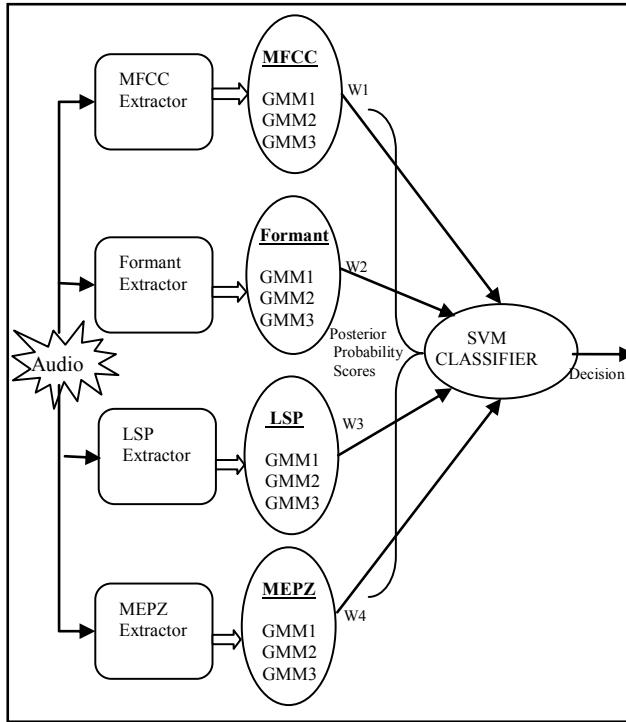 MFCC
Extractor
MFCC
GMM1
GMM2
GMM3
W1
Formant
Extractor
Formant
GMM1
GMM2
GMM3
W2
Audio
Posterior
Probability
Scores
SVM
CLASSIFIER
Decision
LSP
Extractor
LSP
GMM1
GMM2
GMM3
W3
MEPZ
Extractor
MEPZ
GMM1
GMM2
GMM3
W4